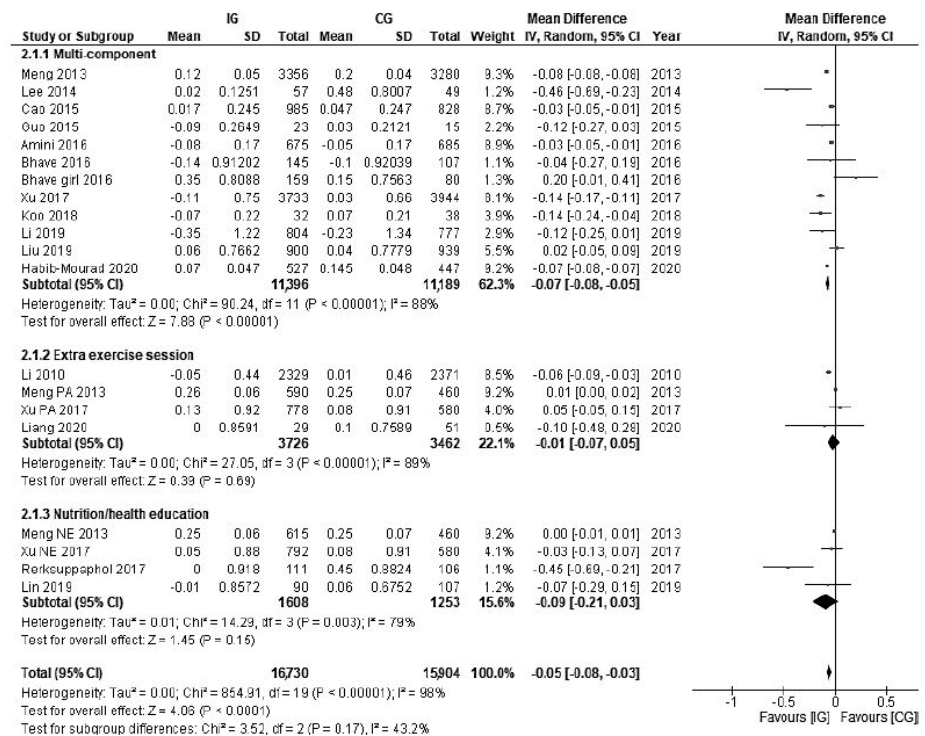 IG CG Mean Difference Mean Difference
Study or Subgroup Mean SD Total Mean SD Total Weight IV, Random, 95% CI Year IV, Random, 95% CI
2.1.1 Multi-component
Meng 2013 0.12 0.05 3356 0.2 0.04 3280 9.3% -0.08 [-0.08, -0.08] 2013
Lee 2014 0.02 0.1251 57 0.48 0.8007 49 1.2% -0.46 [-0.69, -0.23] 2014
Cao 2015 0.017 0.245 985 0.047 0.247 828 8.9% -0.03 [-0.05, -0.01] 2015
Guo 2015 -0.09 0.2649 23 0.03 0.2121 15 2.2% -0.12 [-0.27, 0.03] 2015
Amini 2016 -0.08 0.17 675 -0.05 0.17 685 9.0% -0.03 [-0.05, -0.01] 2016
Bhave 2016 -0.14 0.91202 145 -0.1 0.92039 107 1.1% -0.04 [-0.27, 0.19] 2016
Bhave girl 2016 0.35 0.8088 159 0.15 0.7563 80 1.3% 0.20 [-0.01, 0.41] 2016
Xu 2017 -0.11 0.75 3733 0.03 0.66 3944 8.1% -0.14 [-0.17, -0.11] 2017
Koo 2018 -0.07 0.22 32 0.07 0.21 38 4.0% -0.14 [-0.24, -0.04] 2018
Li 2019 -0.35 1.22 804 -0.23 1.34 777 2.8% -0.12 [-0.25, 0.01] 2019
Liu 2019 0.06 0.7662 900 0.04 0.7779 939 5.5% 0.02 [-0.05, 0.09] 2019
Habib-Mourad 2020 0.07 0.047 527 0.145 0.048 447 9.2% -0.07 [-0.08, -0.07] 2020
Subtotal (95% CI) 11,396 11,189 62.3% -0.07 [-0.08, -0.05]
Heterogeneity: Tau² = 0.00; Chi² = 90.24, df = 11 (P < 0.00001); I² = 88%
Test for overall effect: Z = 7.88 (P < 0.00001)
2.1.2 Extra exercise session
Li 2010 -0.05 0.44 2329 0.01 0.46 2371 8.5% -0.06 [-0.09, -0.03] 2010
Meng PA 2013 0.26 0.06 590 0.25 0.07 460 9.2% 0.01 [0.00, 0.02] 2013
Xu PA 2017 0.13 0.92 778 0.08 0.91 580 4.0% 0.05 [-0.05, 0.15] 2017
Liang 2020 0 0.8591 29 0.1 0.7589 51 0.5% -0.10 [-0.48, 0.28] 2020
Subtotal (95% CI) 3726 3462 22.1% -0.01 [-0.07, 0.05]
Heterogeneity: Tau² = 0.00; Chi² = 27.05, df = 3 (P < 0.00001); I² = 89%
Test for overall effect: Z = 0.39 (P = 0.69)
2.1.3 Nutrition/health education
Meng NE 2013 0.25 0.06 615 0.25 0.07 460 9.2% 0.00 [-0.01, 0.01] 2013
Xu NE 2017 0.05 0.88 792 0.08 0.91 580 4.1% -0.03 [-0.13, 0.07] 2017
Rerksuppaphol 2017 0 0.918 111 0.45 0.8824 106 1.1% -0.45 [-0.69, -0.21] 2017
Lin 2019 -0.01 0.8572 90 0.06 0.6752 107 1.2% -0.07 [-0.29, 0.15] 2019
Subtotal (95% CI) 1608 1253 15.6% -0.09 [-0.21, 0.03]
Heterogeneity: Tau² = 0.01; Chi² = 14.29, df = 3 (P = 0.003); I² = 79%
Test for overall effect: Z = 1.45 (P = 0.15)
Total (95% CI) 16,730 15,904 100.0% -0.05 [-0.08, -0.03]
Heterogeneity: Tau² = 0.00; Chi² = 854.91, df = 19 (P < 0.00001); I² = 98%
Test for overall effect: Z = 4.06 (P < 0.0001)
Test for subgroup differences: Chi² = 3.52, df = 2 (P = 0.17), I² = 43.2%
-1 -0.5 0 0.5
Favours [IG] Favours [CG]